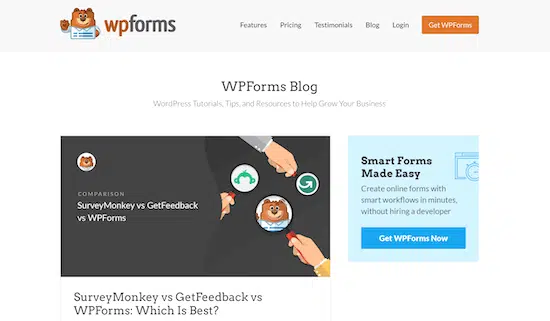 wpforms
Features Pricing Testimonials Blog Login Get WPForms
WPForms Blog
WordPress Tutorials, Tips, and Resources to Help Grow Your Business
COMPARISON
SurveyMonkey vs GetFeedback
vs WPForms
Smart Forms
Made Easy
Create online forms with
smart workflows in minutes,
without hiring a developer
Get WPForms Now
SurveyMonkey vs GetFeedback vs
WPForms: Which Is Best?